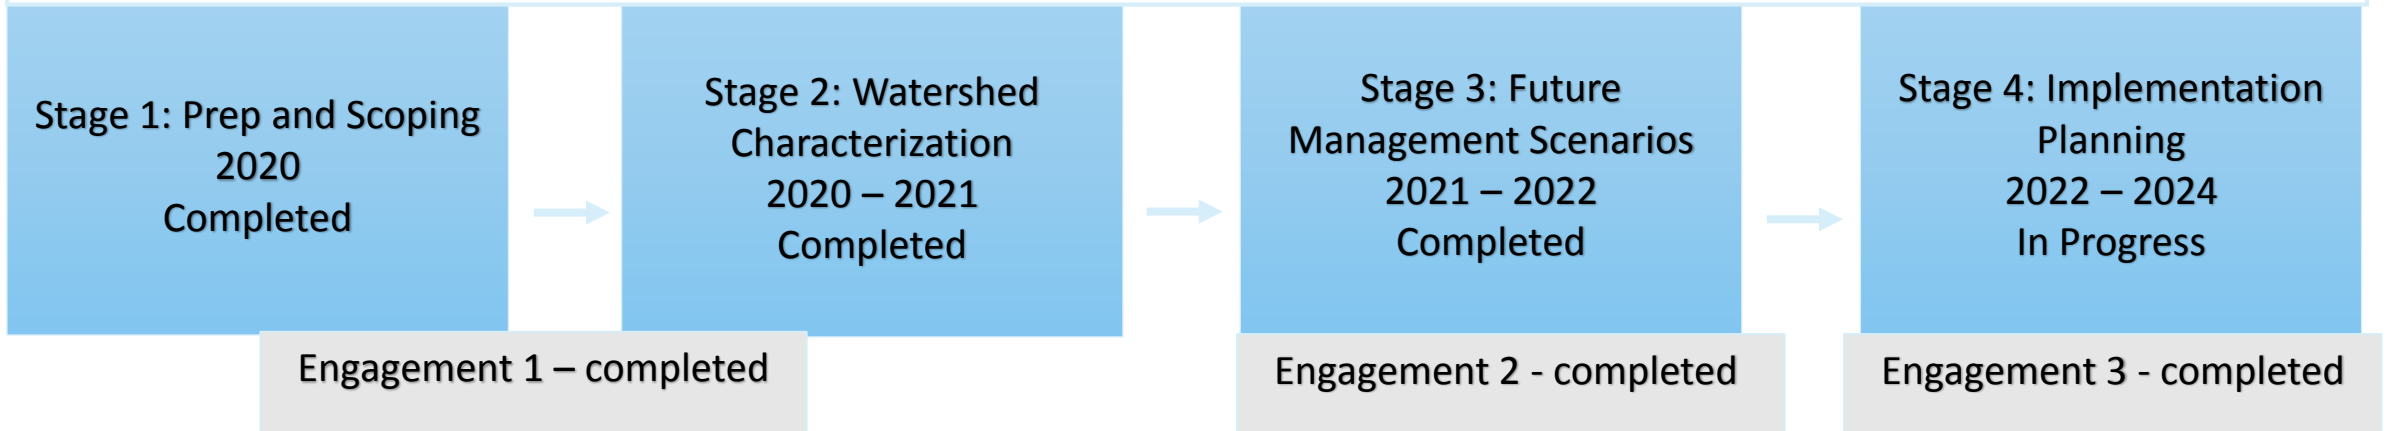 Stage 1: Prep and Scoping
2020
Completed
Stage 2: Watershed
Characterization
2020 – 2021
Completed
Stage 3: Future
Management Scenarios
2021 – 2022
Completed
Stage 4: Implementation
Planning
2022 – 2024
In Progress
Engagement 1 – completed
Engagement 2 - completed
Engagement 3 - completed